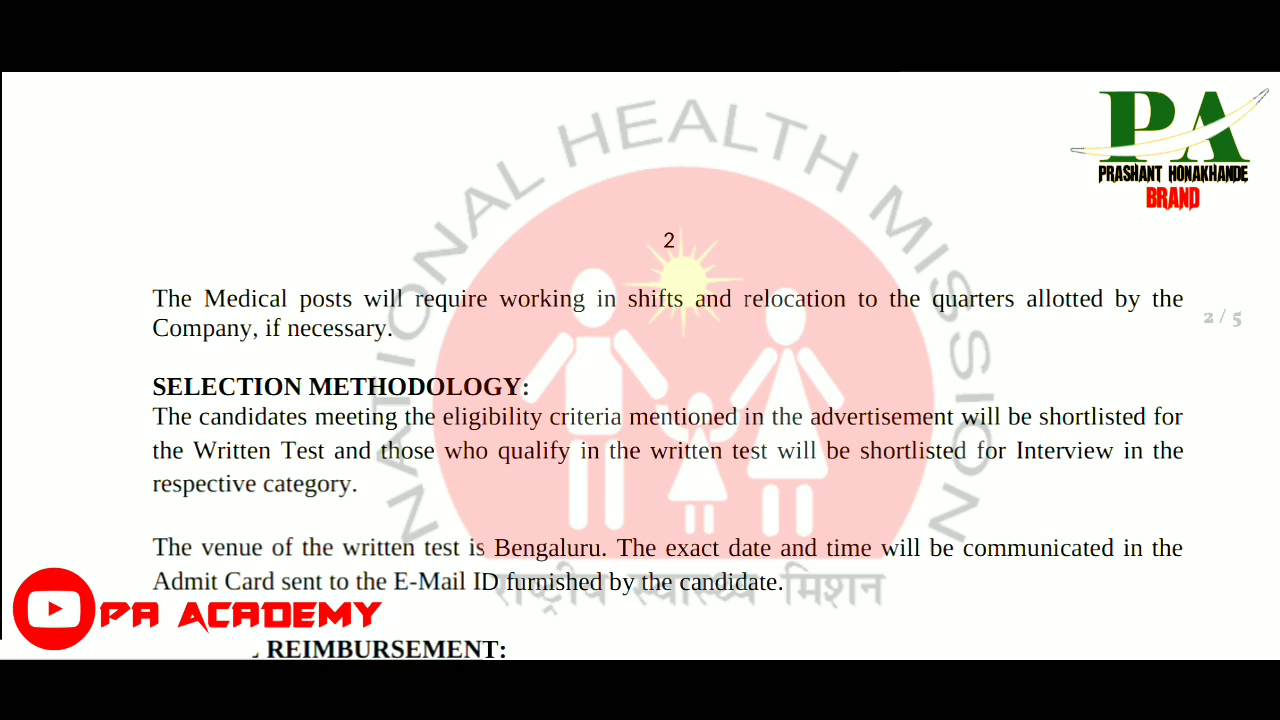 NATIONAL HEALTH MISSION
PA
PRASHANT HONAKHANDE
BRAND
2
The Medical posts will require working in shifts and relocation to the quarters allotted by the
2 / 5
Company, if necessary.
SELECTION METHODOLOGY:
The candidates meeting the eligibility criteria mentioned in the advertisement will be shortlisted for
the Written Test and those who qualify in the written test will be shortlisted for Interview in the
respective category.
The venue of the written test is Bengaluru. The exact date and time will be communicated in the
Admit Card sent to the E-Mail ID furnished by the candidate.
राष्ट्रीय स्वास्थ्य मिशन
PA ACADEMY
REIMBURSEMENT: